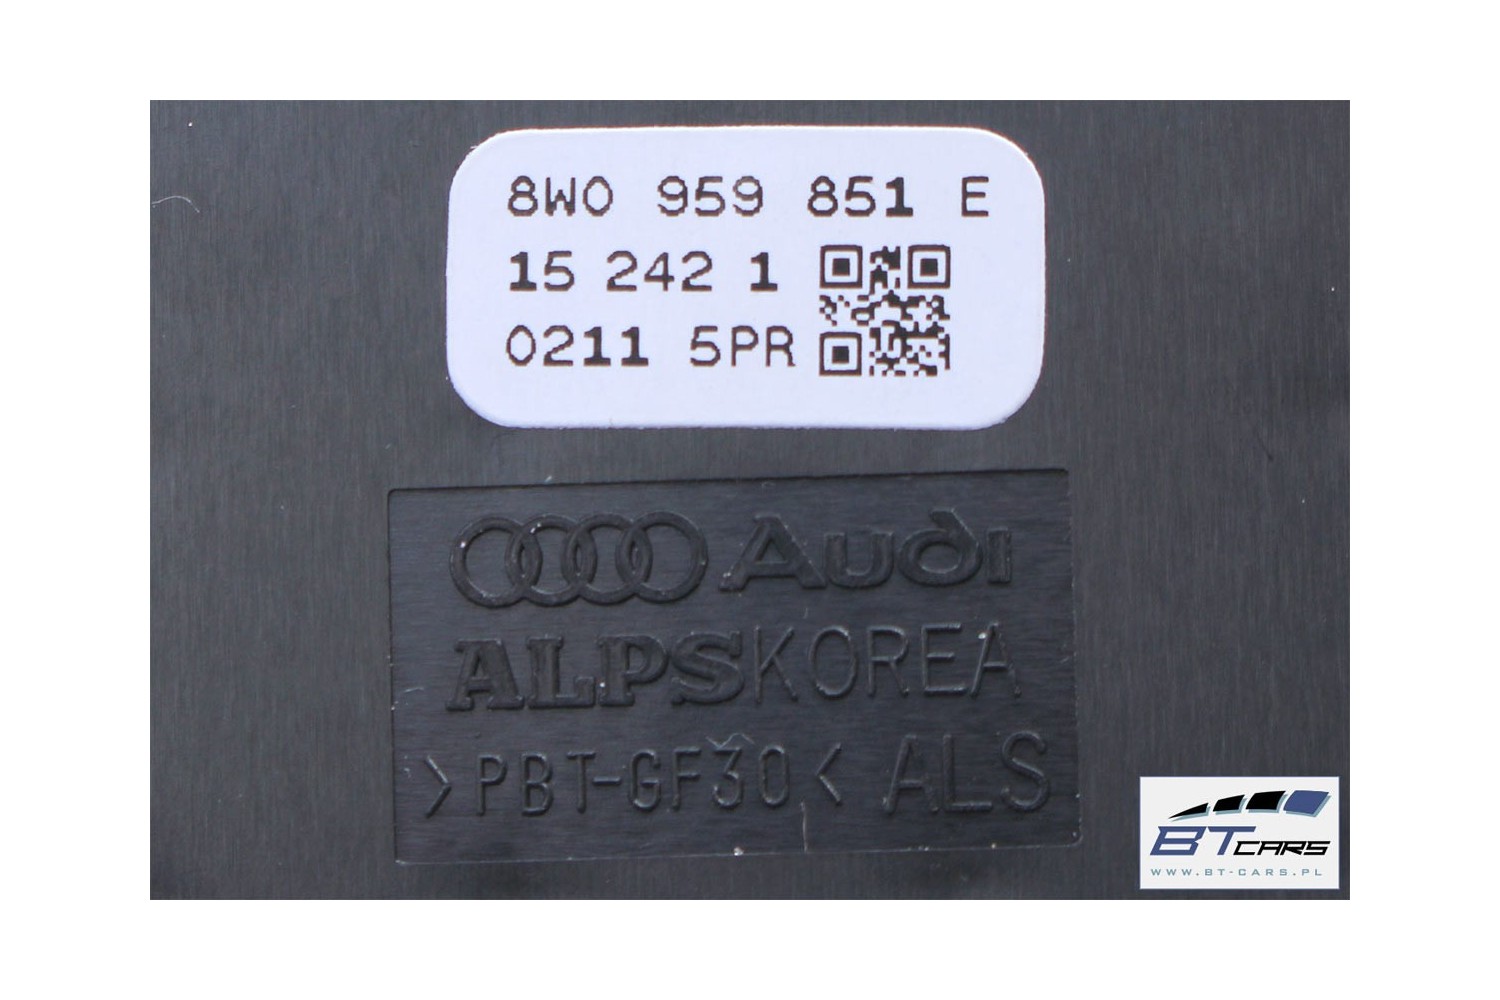 8W0 959 851 E
15 242 1
0211 5PR
Audi
ALPSKOREA
>PBT-GF30< ALS
BT CARS
WWW.BT-CARS.PL